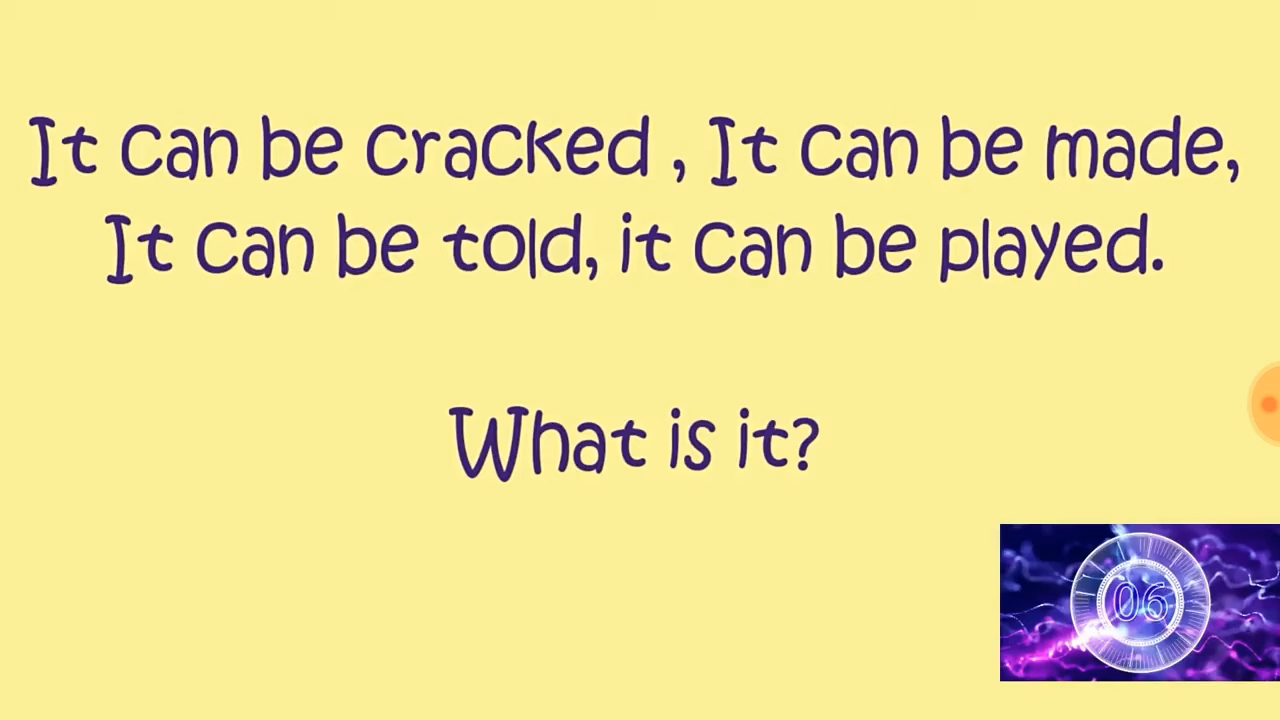 It can be cracked , It can be made,
It can be told, it can be played.
What is it?
06